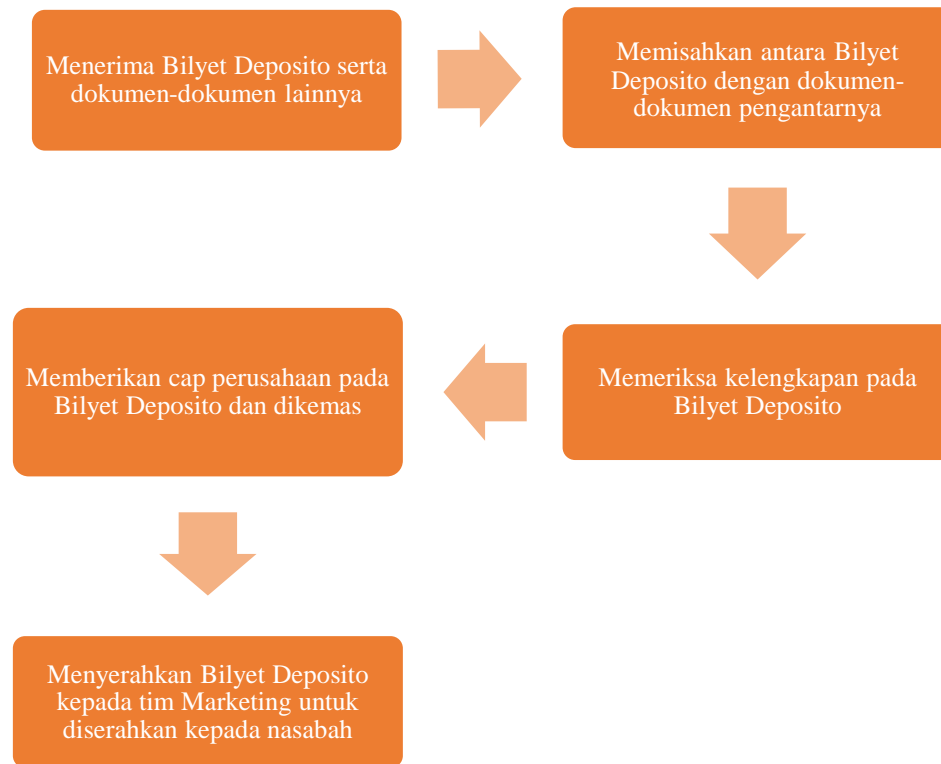 Menerima Bilyet Deposito serta
dokumen-dokumen lainnya
Memisahkan antara Bilyet
Deposito dengan dokumen-
dokumen pengantarnya
Memeriksa kelengkapan pada
Bilyet Deposito
Memberikan cap perusahaan pada
Bilyet Deposito dan dikemas
Menyerahkan Bilyet Deposito
kepada tim Marketing untuk
diserahkan kepada nasabah